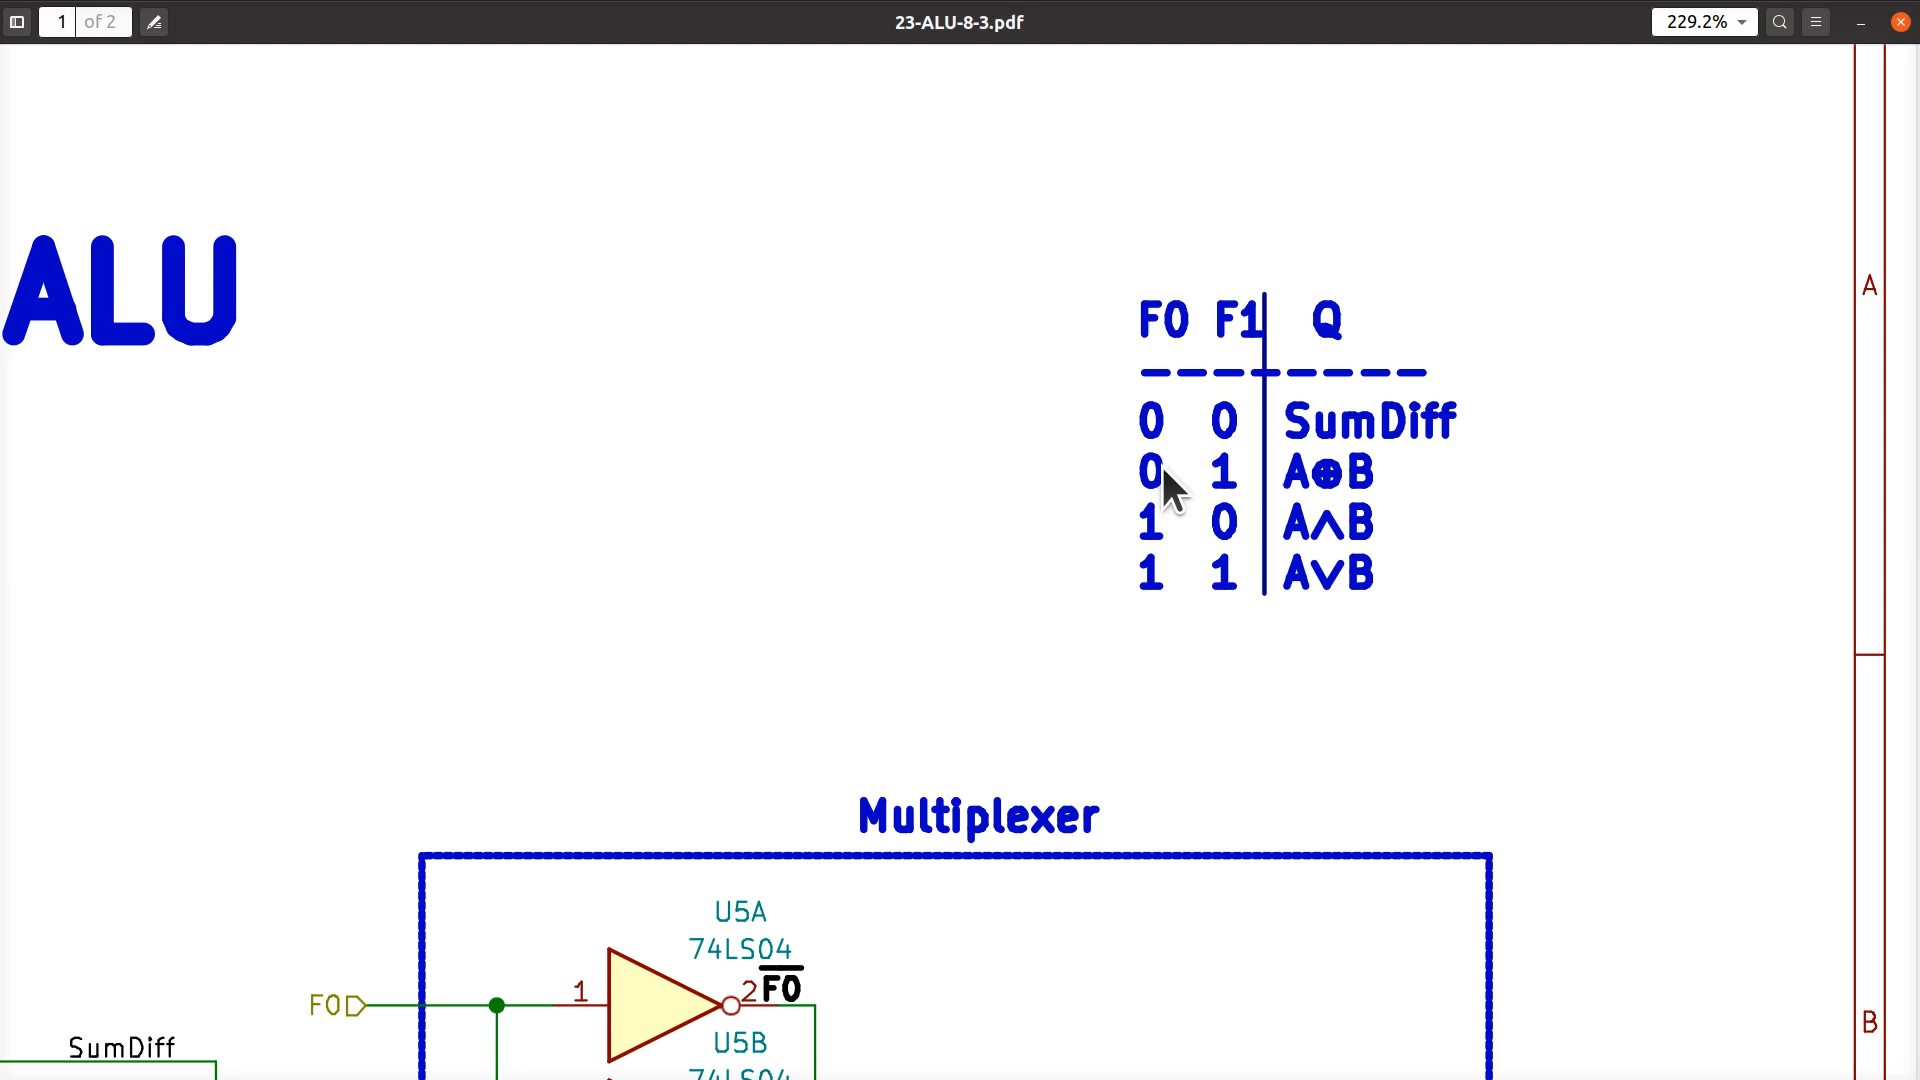 1 of 2
23-ALU-8-3.pdf
229.2%
ALU
F0 F1 Q
0 0 SumDiff
0 1 A⊕B
1 0 A∧B
1 1 A∨B
A
Multiplexer
U5A
74LS04
1 2 F0
F0
U5B
SumDiff
74LS04
B